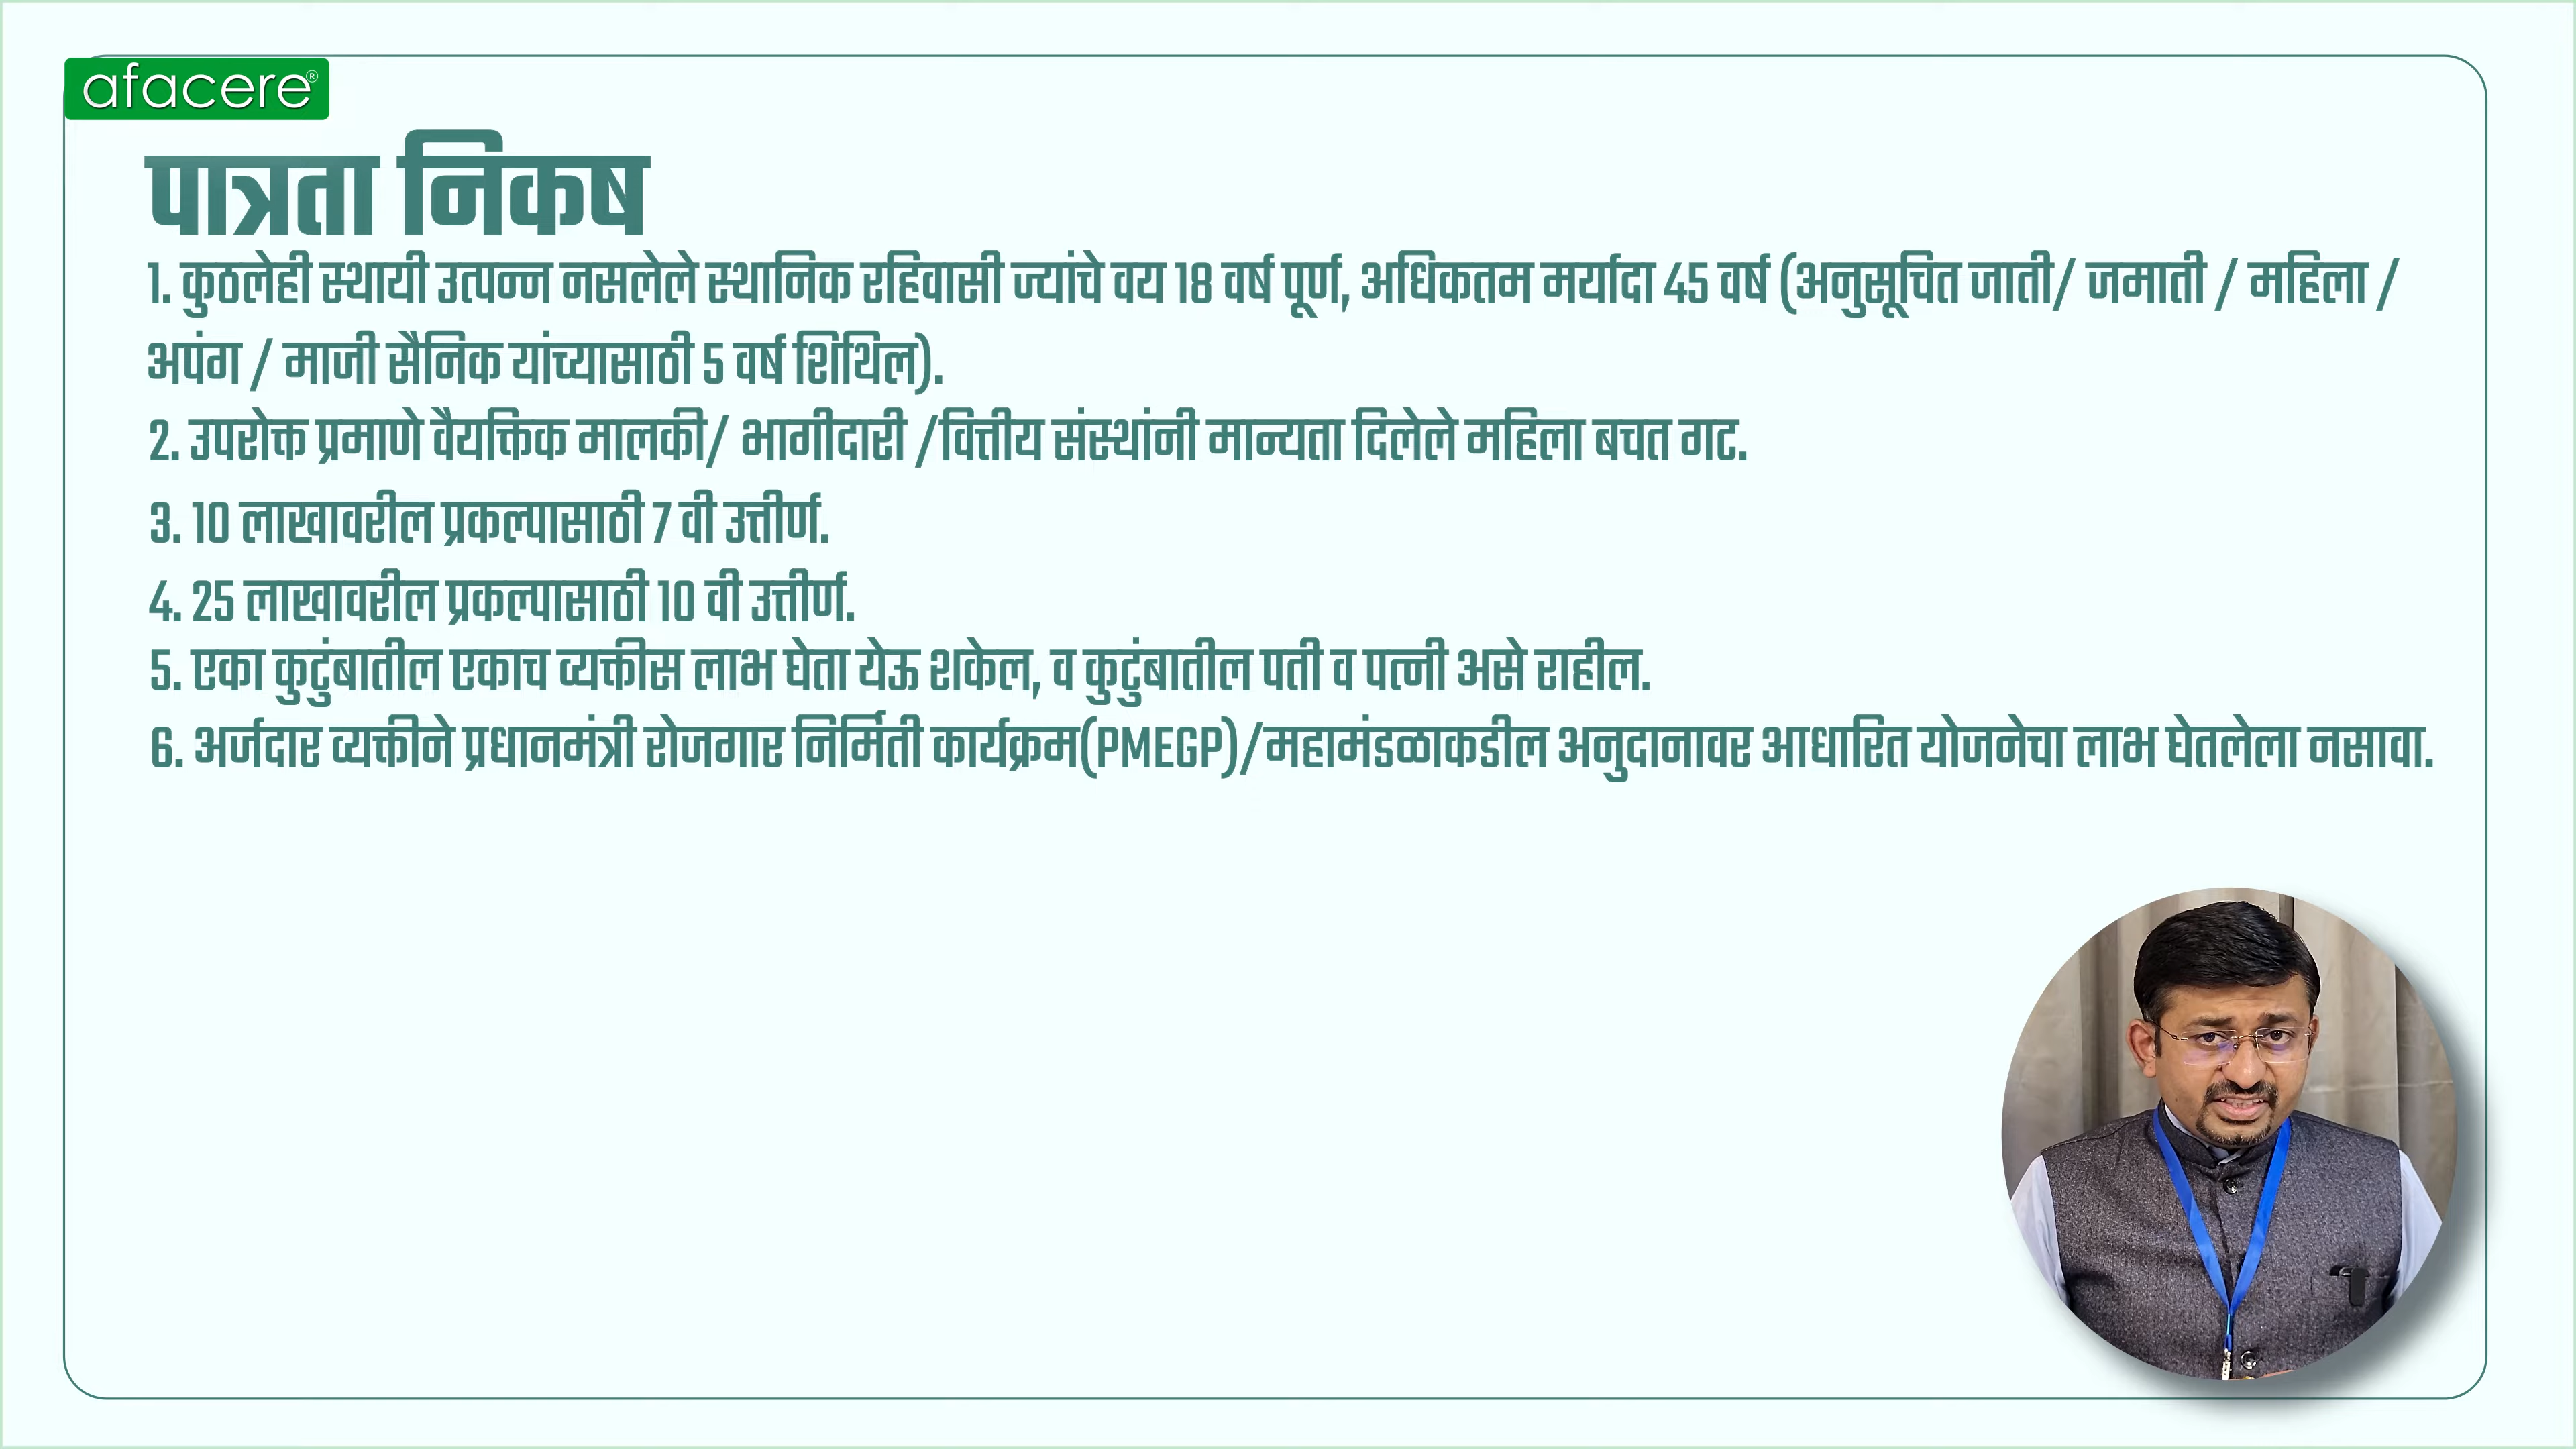 afacere®
पात्रता निकष
1. कुठलेही स्थायी उत्पन्न नसलेले स्थानिक रहिवासी ज्यांचे वय 18 वर्ष पूर्ण, अधिकतम मर्यादा 45 वर्ष (अनुसूचित जाती/ जमाती / महिला /
अपंग / माजी सैनिक यांच्यासाठी 5 वर्ष शिथिल).
2. उपरोक्त प्रमाणे वैयक्तिक मालकी/ भागीदारी /वित्तीय संस्थांनी मान्यता दिलेले महिला बचत गट.
3. 10 लाखावरील प्रकल्पासाठी 7 वी उत्तीर्ण.
4. 25 लाखावरील प्रकल्पासाठी 10 वी उत्तीर्ण.
5. एका कुटुंबातील एकाच व्यक्तीस लाभ घेता येऊ शकेल, व कुटुंबातील पती व पत्नी असे राहील.
6. अर्जदार व्यक्तीने प्रधानमंत्री रोजगार निर्मिती कार्यक्रम(PMEGP)/महामंडळाकडील अनुदानावर आधारित योजनेचा लाभ घेतलेला नसावा.